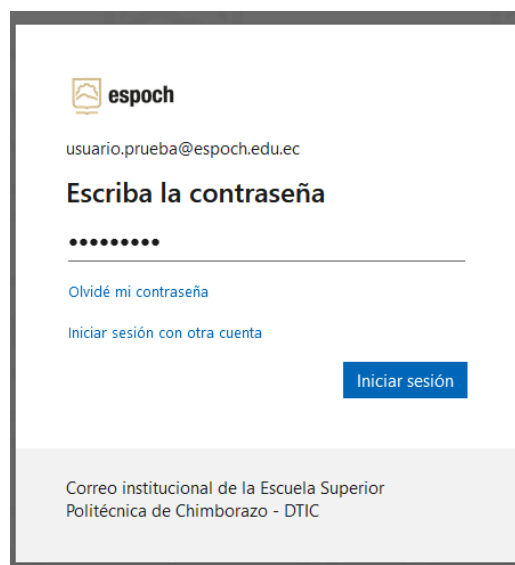 espoch
usuario.prueba@espoch.edu.ec
Escriba la contraseña
•••••••••
Olvidé mi contraseña
Iniciar sesión con otra cuenta
Iniciar sesión
Correo institucional de la Escuela Superior
Politécnica de Chimborazo - DTIC